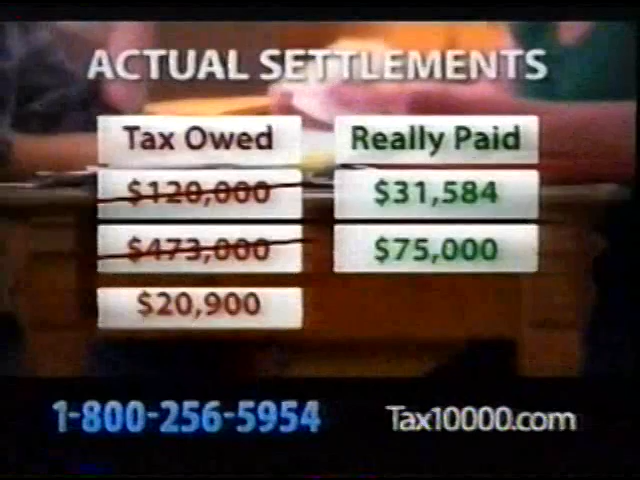 ACTUAL SETTLEMENTS
Tax Owed Really Paid
$120,000 $31,584
$473,000 $75,000
$20,900
1-800-256-5954 Tax10000.com